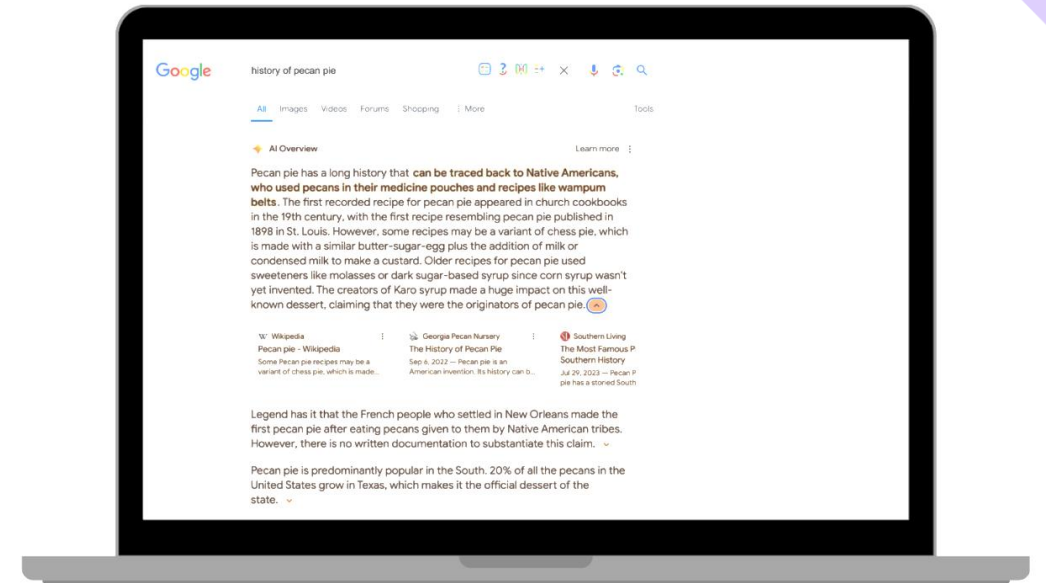 Google
history of pecan pie
All Images Videos Forums Shopping More
Tools
AI Overview
Learn more
Pecan pie has a long history that can be traced back to Native Americans,
who used pecans in their medicine pouches and recipes like wampum
belts. The first recorded recipe for pecan pie appeared in church cookbooks
in the 19th century, with the first recipe resembling pecan pie published in
1898 in St. Louis. However, some recipes may be a variant of chess pie, which
is made with a similar butter-sugar-egg plus the addition of milk or
condensed milk to make a custard. Older recipes for pecan pie used
sweeteners like molasses or dark sugar-based syrup since corn syrup wasn't
yet invented. The creators of Karo syrup made a huge impact on this well-
known dessert, claiming that they were the originators of pecan pie.
W Wikipedia
Pecan pie - Wikipedia
Some Pecan pie recipes may be a
variant of chess pie, which is made...
Georgia Pecan Nursery
The History of Pecan Pie
Sep 6, 2022 — Pecan pie is an
American invention. Its history can b...
Southern Living
The Most Famous P
Southern History
Jul 29, 2023 — Pecan P
pie has a storied South
Legend has it that the French people who settled in New Orleans made the
first pecan pie after eating pecans given to them by Native American tribes.
However, there is no written documentation to substantiate this claim.
Pecan pie is predominantly popular in the South. 20% of all the pecans in the
United States grow in Texas, which makes it the official dessert of the
state.